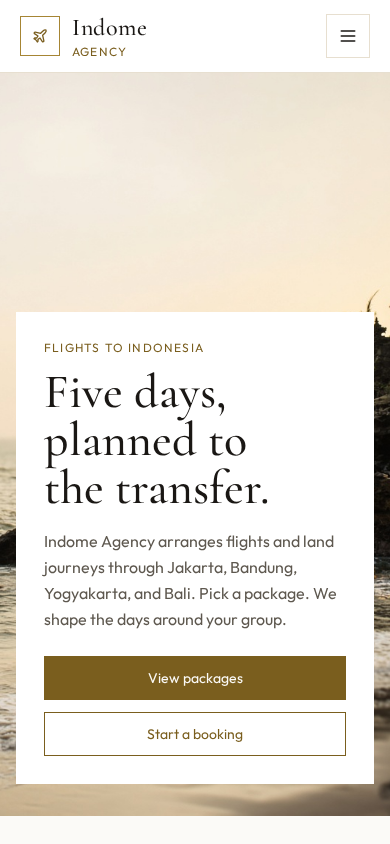 Indome
AGENCY
FLIGHTS TO INDONESIA
Five days,
planned to
the transfer.
Indome Agency arranges flights and land
journeys through Jakarta, Bandung,
Yogyakarta, and Bali. Pick a package. We
shape the days around your group.
View packages
Start a booking